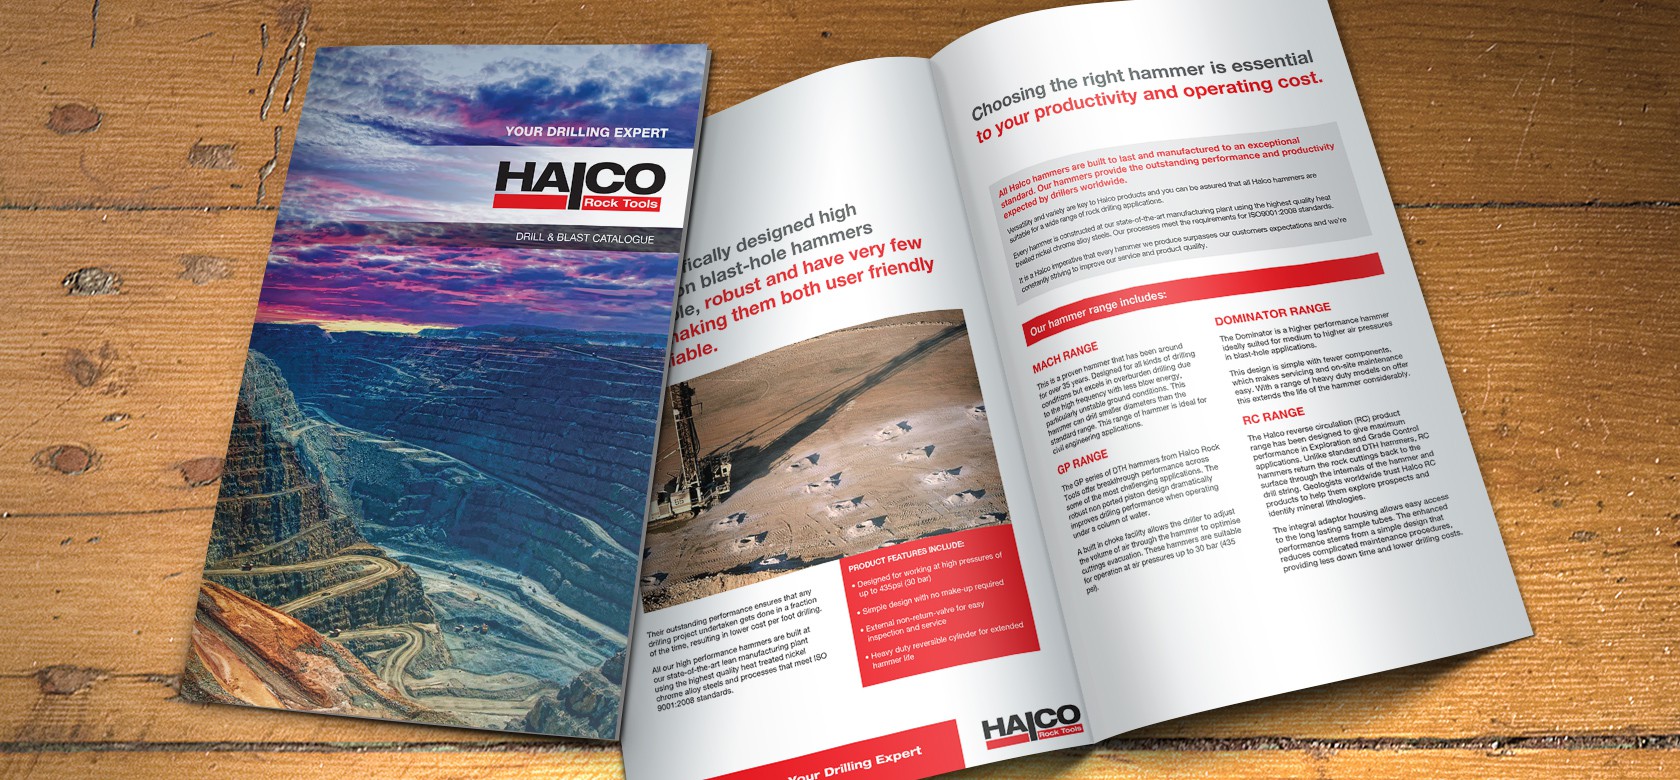 YOUR DRILLING EXPERT
HALCO
Rock Tools
DRILL & BLAST CATALOGUE
fically designed high
on blast-hole hammers
ple, robust and have very few
making them both user friendly
iable.
PRODUCT FEATURES INCLUDE:
• Designed for working at high pressures of
up to 435psi (30 bar)
• Simple design with no make-up required
• External non-return-valve for easy
inspection and service
• Heavy duty reversible cylinder for extended
hammer life
Their outstanding performance ensures that any
drilling project undertaken gets done in a fraction
of the time, resulting in lower cost per foot drilling.
All our high performance hammers are built at
our state-of-the-art lean manufacturing plant
using the highest quality heat treated nickel
chrome alloy steels and processes that meet ISO
9001:2008 standards.
HALCO
Rock Tools
Your Drilling Expert
Choosing the right hammer is essential
to your productivity and operating cost.
All Halco hammers are built to last and manufactured to an exceptional
standard. Our hammers provide the outstanding performance and productivity
expected by drillers worldwide.
Versatility and variety are key to Halco products and you can be assured that all Halco hammers are
suitable for a wide range of rock drilling applications.
Every hammer is constructed at our state-of-the-art manufacturing plant using the highest quality heat
treated nickel chrome alloy steels. Our processes meet the requirements for ISO9001:2008 standards.
It is a Halco imperative that every hammer we produce surpasses our customers expectations and we're
constantly striving to improve our service and product quality.
Our hammer range includes:
MACH RANGE
This is a proven hammer that has been around
for over 35 years. Designed for all kinds of drilling
conditions but excels in overburden drilling due
to the high frequency with less blow energy,
particularly unstable ground conditions. This
hammer can drill smaller diameters than the
standard range. This range of hammer is ideal for
civil engineering applications.
GP RANGE
The GP series of DTH hammers from Halco Rock
Tools offer breakthrough performance across
some of the most challenging applications. The
robust non ported piston design dramatically
improves drilling performance when operating
under a column of water.
A built in choke facility allows the driller to adjust
the volume of air through the hammer to optimise
cuttings evacuation. These hammers are suitable
for operation at air pressures up to 30 bar (435
psi).
DOMINATOR RANGE
The Dominator is a higher performance hammer
ideally suited for medium to higher air pressures
in blast-hole applications.
This design is simple with fewer components,
which makes servicing and on-site maintenance
easy. With a range of heavy duty models on offer
this extends the life of the hammer considerably.
RC RANGE
The Halco reverse circulation (RC) product
range has been designed to give maximum
performance in Exploration and Grade Control
applications. Unlike standard DTH hammers, RC
hammers return the rock cuttings back to the
surface through the internals of the hammer and
drill string. Geologists worldwide trust Halco RC
products to help them explore prospects and
identify mineral lithologies.
The integral adaptor housing allows easy access
to the long lasting sample tubes. The enhanced
performance stems from a simple design that
reduces complicated maintenance procedures,
providing less down time and lower drilling costs.